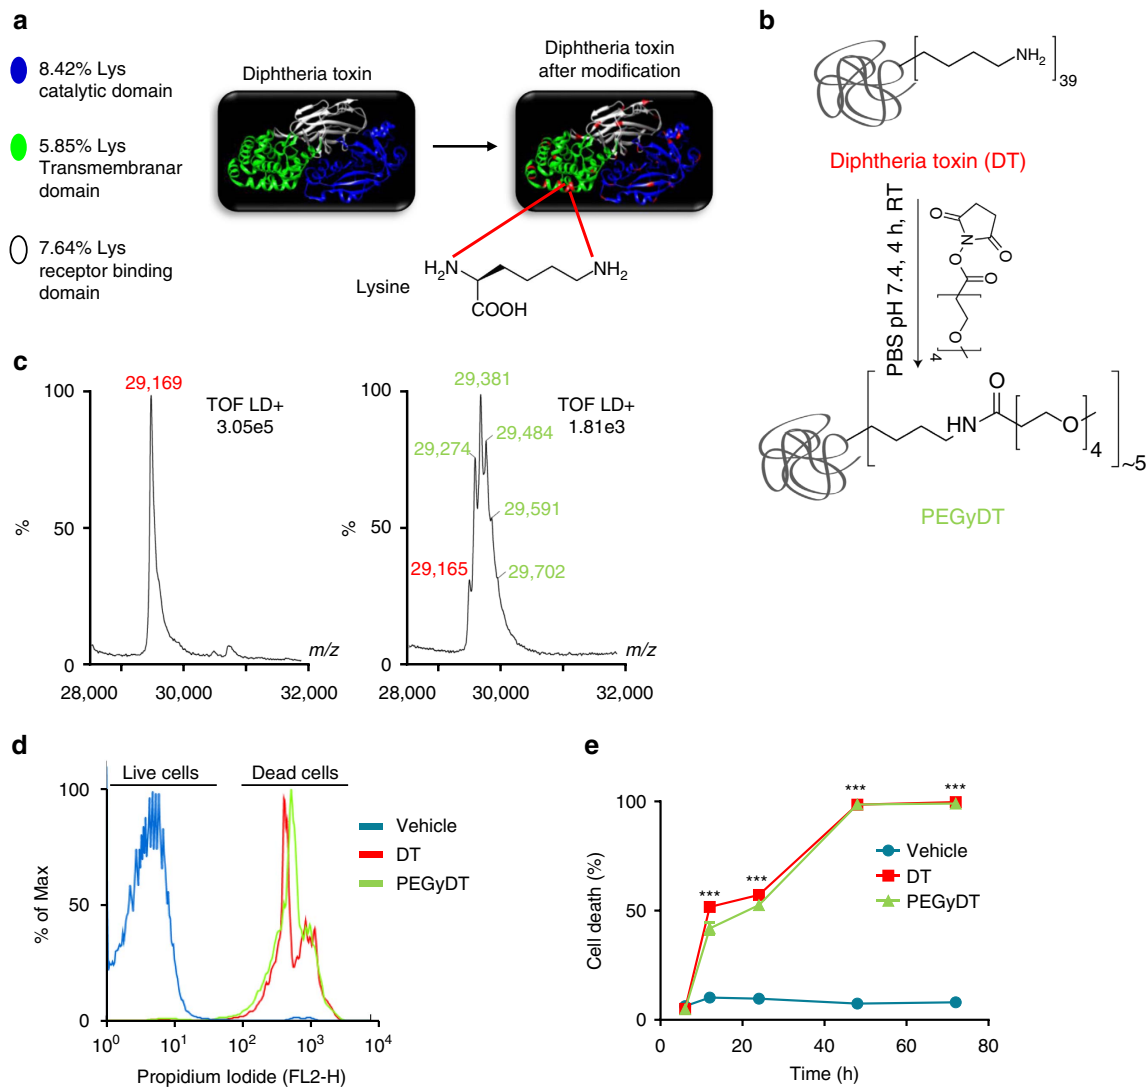 a
8.42% Lys
catalytic domain
5.85% Lys
Transmembranar
domain
7.64% Lys
receptor binding
domain
Diphtheria toxin
Diphtheria toxin
after modification
Lysine
H2N
NH2
COOH
b
NH2
39
Diphtheria toxin (DT)
PBS pH 7.4, 4 h, RT
O
N
O
O
O
O
4
O
HN
O
4
~5
PEGyDT
c
29,169
TOF LD+
3.05e5
100
50
0
%
m/z
28,000
30,000
32,000
29,381
TOF LD+
1.81e3
29,484
29,274
29,591
29,165
29,702
100
50
0
%
m/z
28,000
30,000
32,000
d
Live cells
Dead cells
100
50
0
% of Max
Vehicle
DT
PEGyDT
10^0
10^1
10^2
10^3
10^4
Propidium Iodide (FL2-H)
e
100
50
0
Cell death (%)
***
***
***
***
Vehicle
DT
PEGyDT
0
20
40
60
80
Time (h)